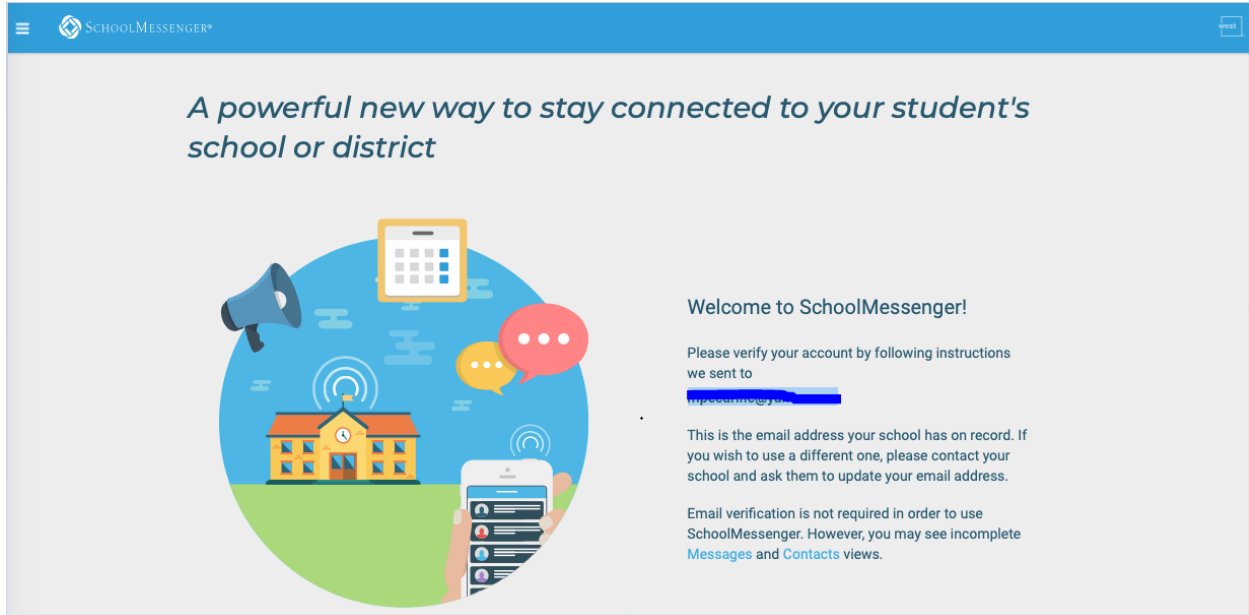 SCHOOLMESSENGER®
west
A powerful new way to stay connected to your student's
school or district
Welcome to SchoolMessenger!
Please verify your account by following instructions
we sent to
This is the email address your school has on record. If
you wish to use a different one, please contact your
school and ask them to update your email address.
Email verification is not required in order to use
SchoolMessenger. However, you may see incomplete
Messages and Contacts views.